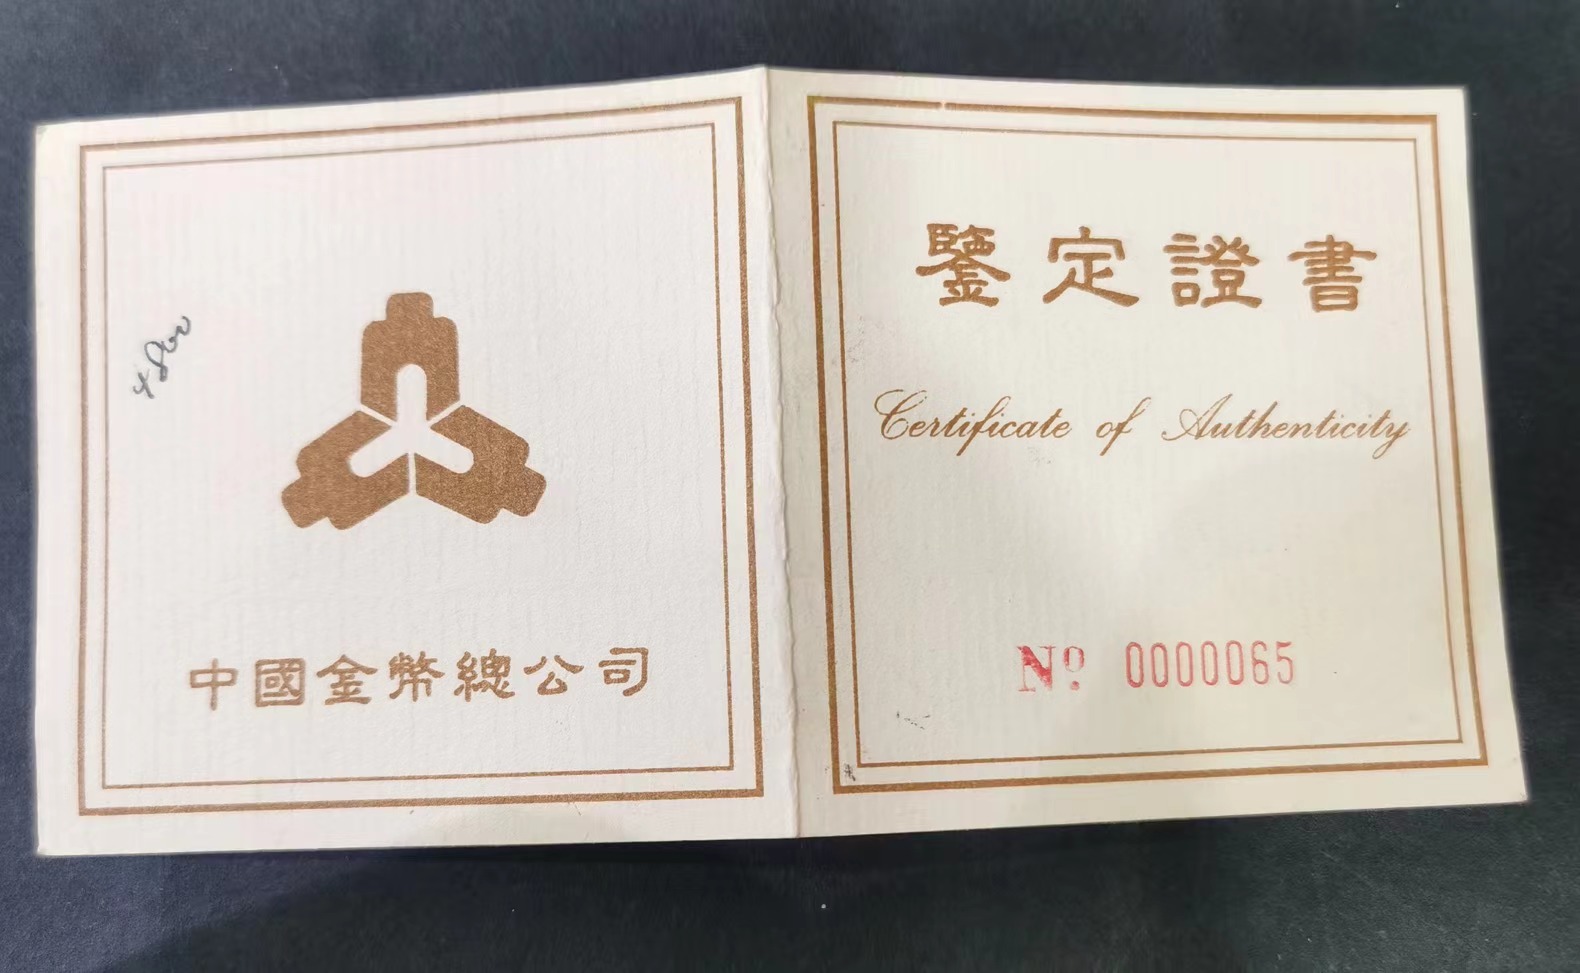 中國金幣總公司
鑒定證書
Certificate of Authenticity
Nº 0000065